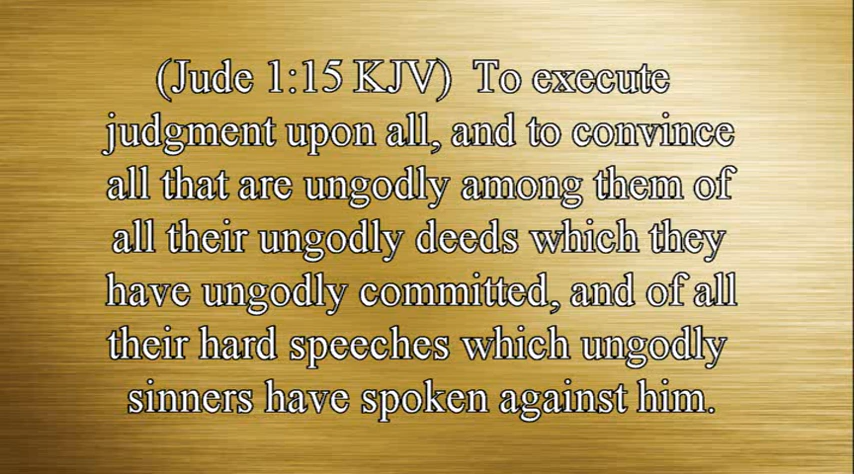 (Jude 1:15 KJV)  To execute
judgment upon all, and to convince
all that are ungodly among them of
all their ungodly deeds which they
have ungodly committed, and of all
their hard speeches which ungodly
sinners have spoken against him.